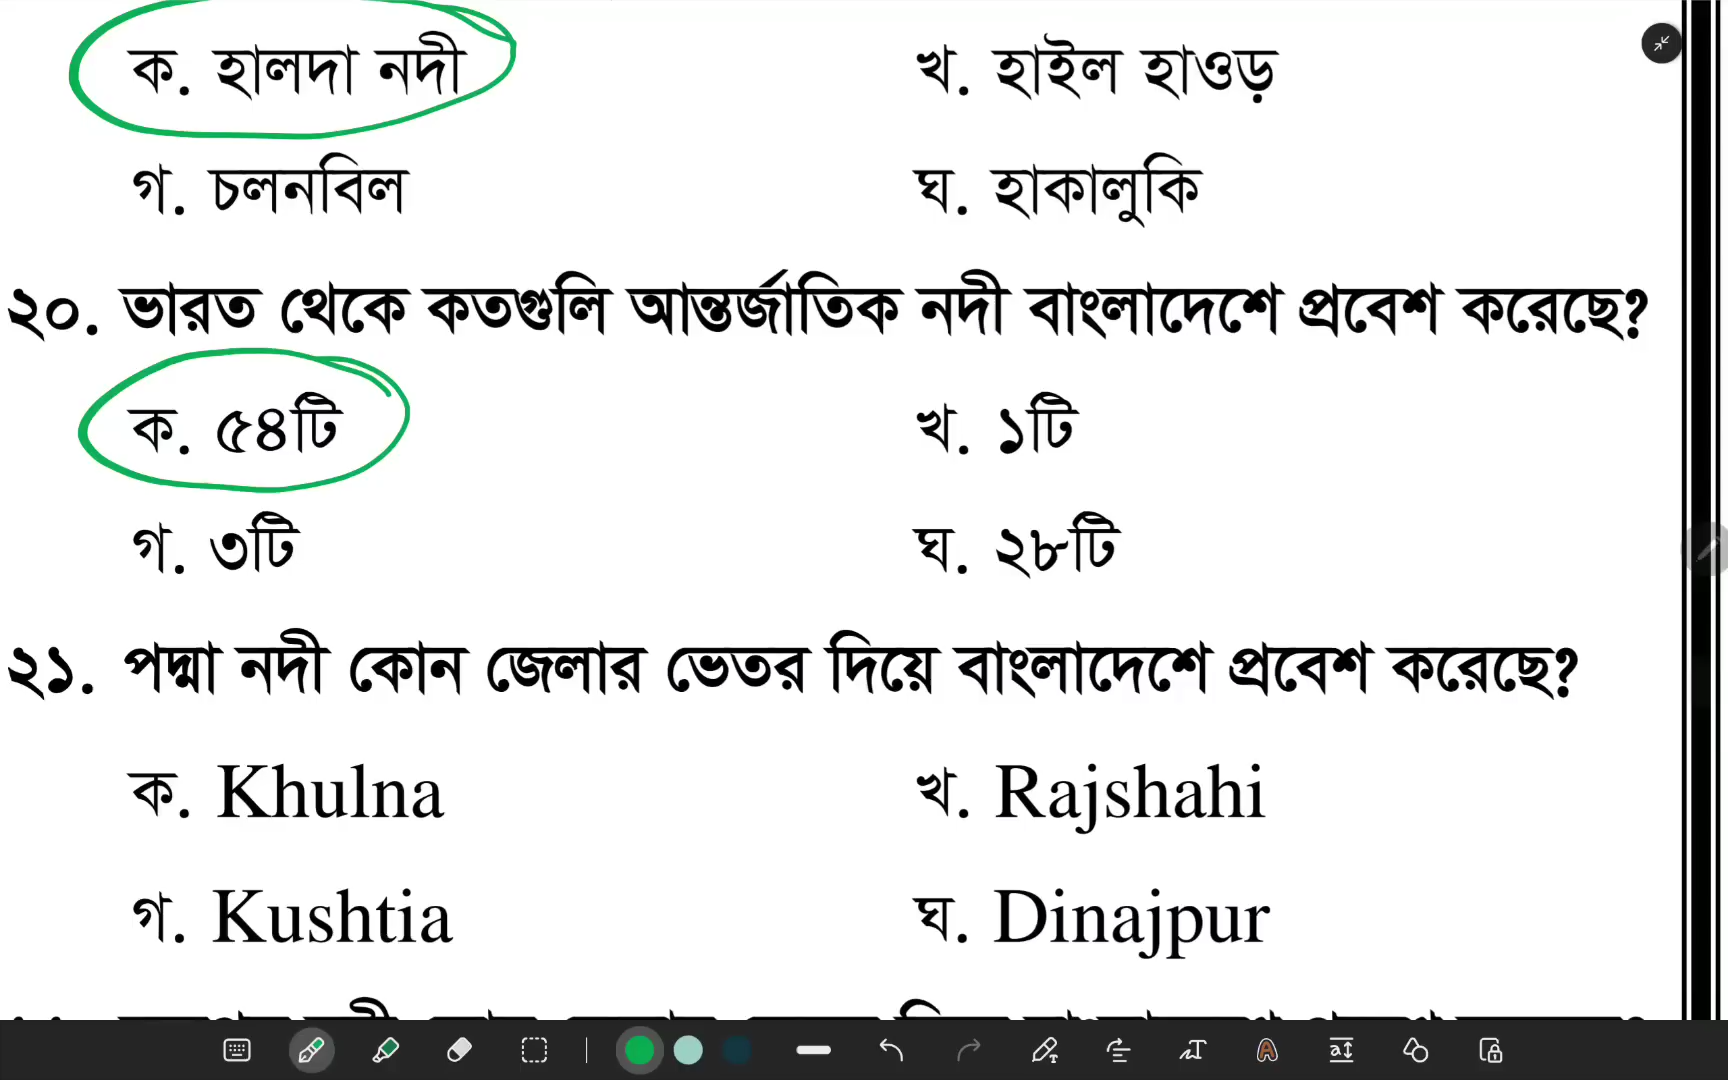 ক. হালদা নদী খ. হাইল হাওড়
গ. চলনবিল ঘ. হাকালুকি
২০. ভারত থেকে কতগুলি আন্তর্জাতিক নদী বাংলাদেশে প্রবেশ করেছে?
ক. ৫৪টি খ. ১টি
গ. ৩টি ঘ. ২৮টি
২১. পদ্মা নদী কোন জেলার ভেতর দিয়ে বাংলাদেশে প্রবেশ করেছে?
ক. Khulna খ. Rajshahi
গ. Kushtia ঘ. Dinajpur